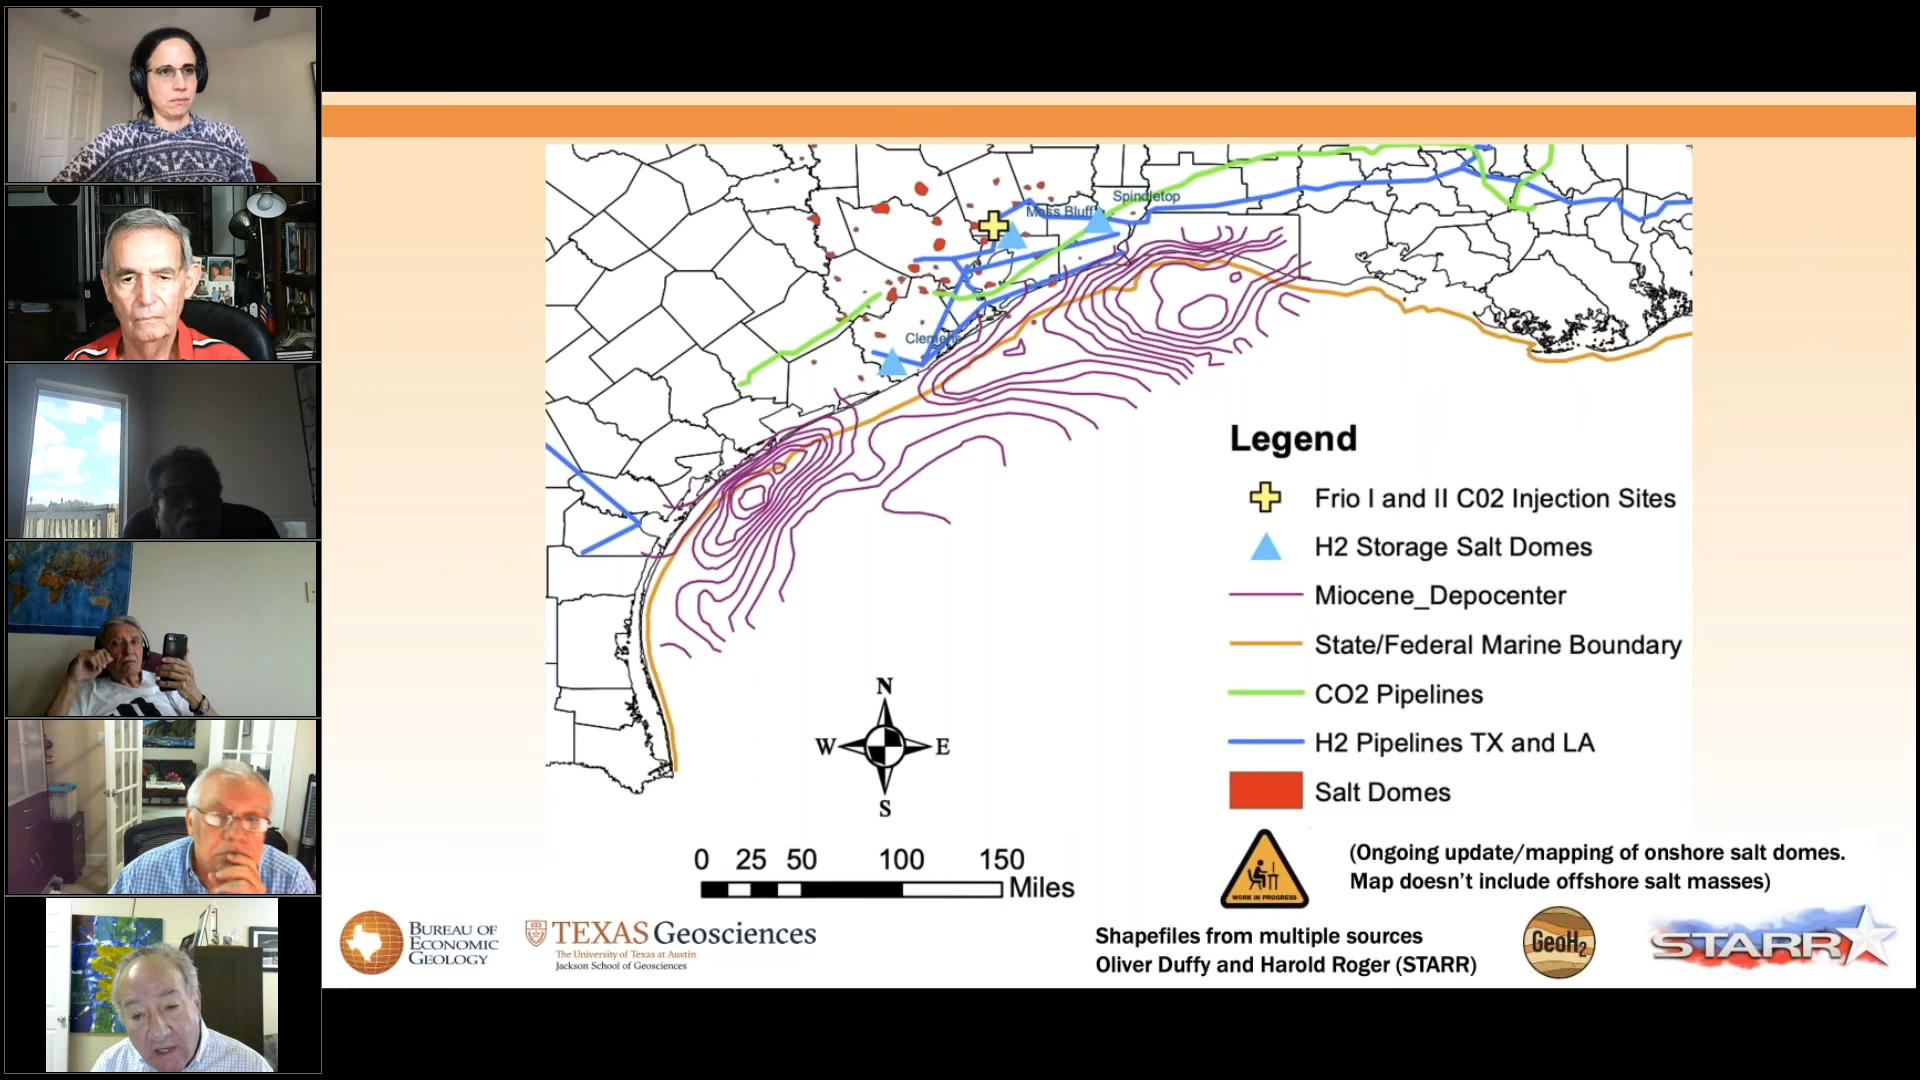 Spindletop
Moss Bluff
Clemens
Legend
Frio I and II C02 Injection Sites
H2 Storage Salt Domes
Miocene_Depocenter
State/Federal Marine Boundary
CO2 Pipelines
H2 Pipelines TX and LA
Salt Domes
N
W E
S
0 25 50 100 150
Miles
WORK IN PROGRESS
(Ongoing update/mapping of onshore salt domes.
Map doesn't include offshore salt masses)
BUREAU OF
ECONOMIC
GEOLOGY
TEXAS Geosciences
The University of Texas at Austin
Jackson School of Geosciences
Shapefiles from multiple sources
Oliver Duffy and Harold Roger (STARR)
GeoH2
STARR